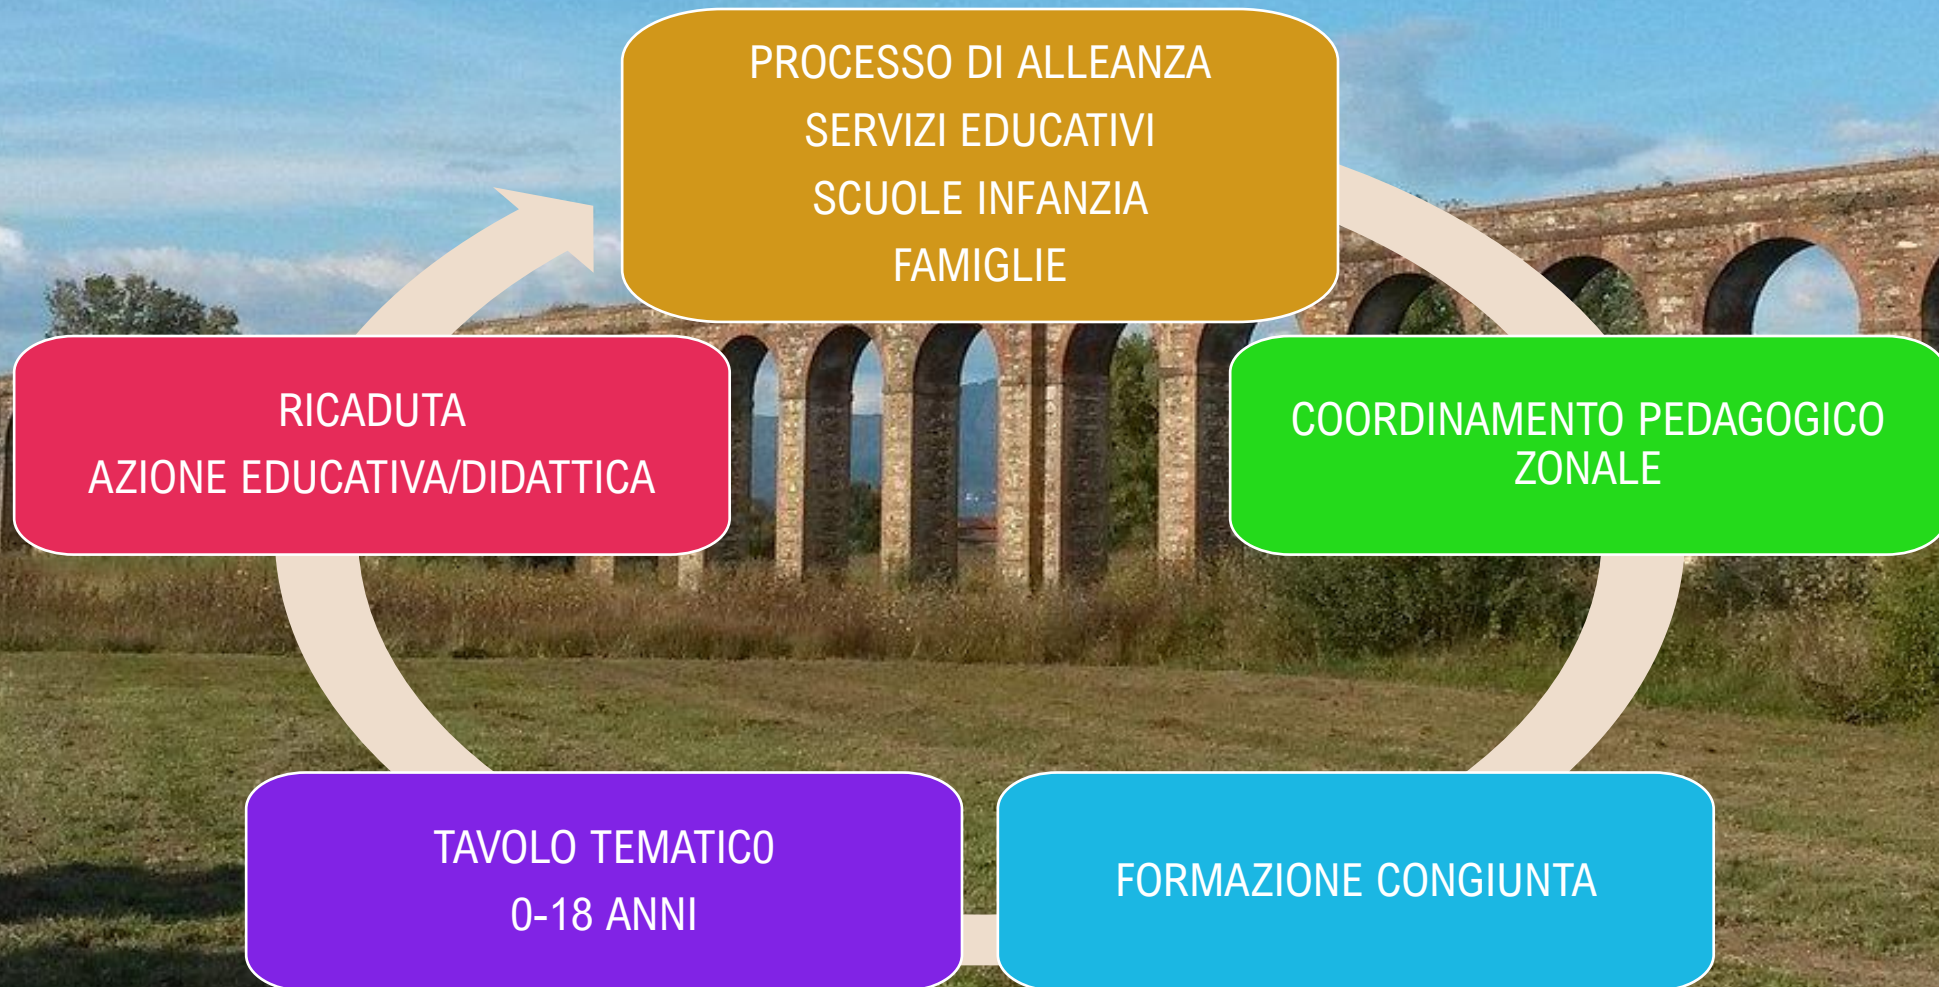 PROCESSO DI ALLEANZA
SERVIZI EDUCATIVI
SCUOLE INFANZIA
FAMIGLIE
COORDINAMENTO PEDAGOGICO
ZONALE
FORMAZIONE CONGIUNTA
TAVOLO TEMATIC0
0-18 ANNI
RICADUTA
AZIONE EDUCATIVA/DIDATTICA